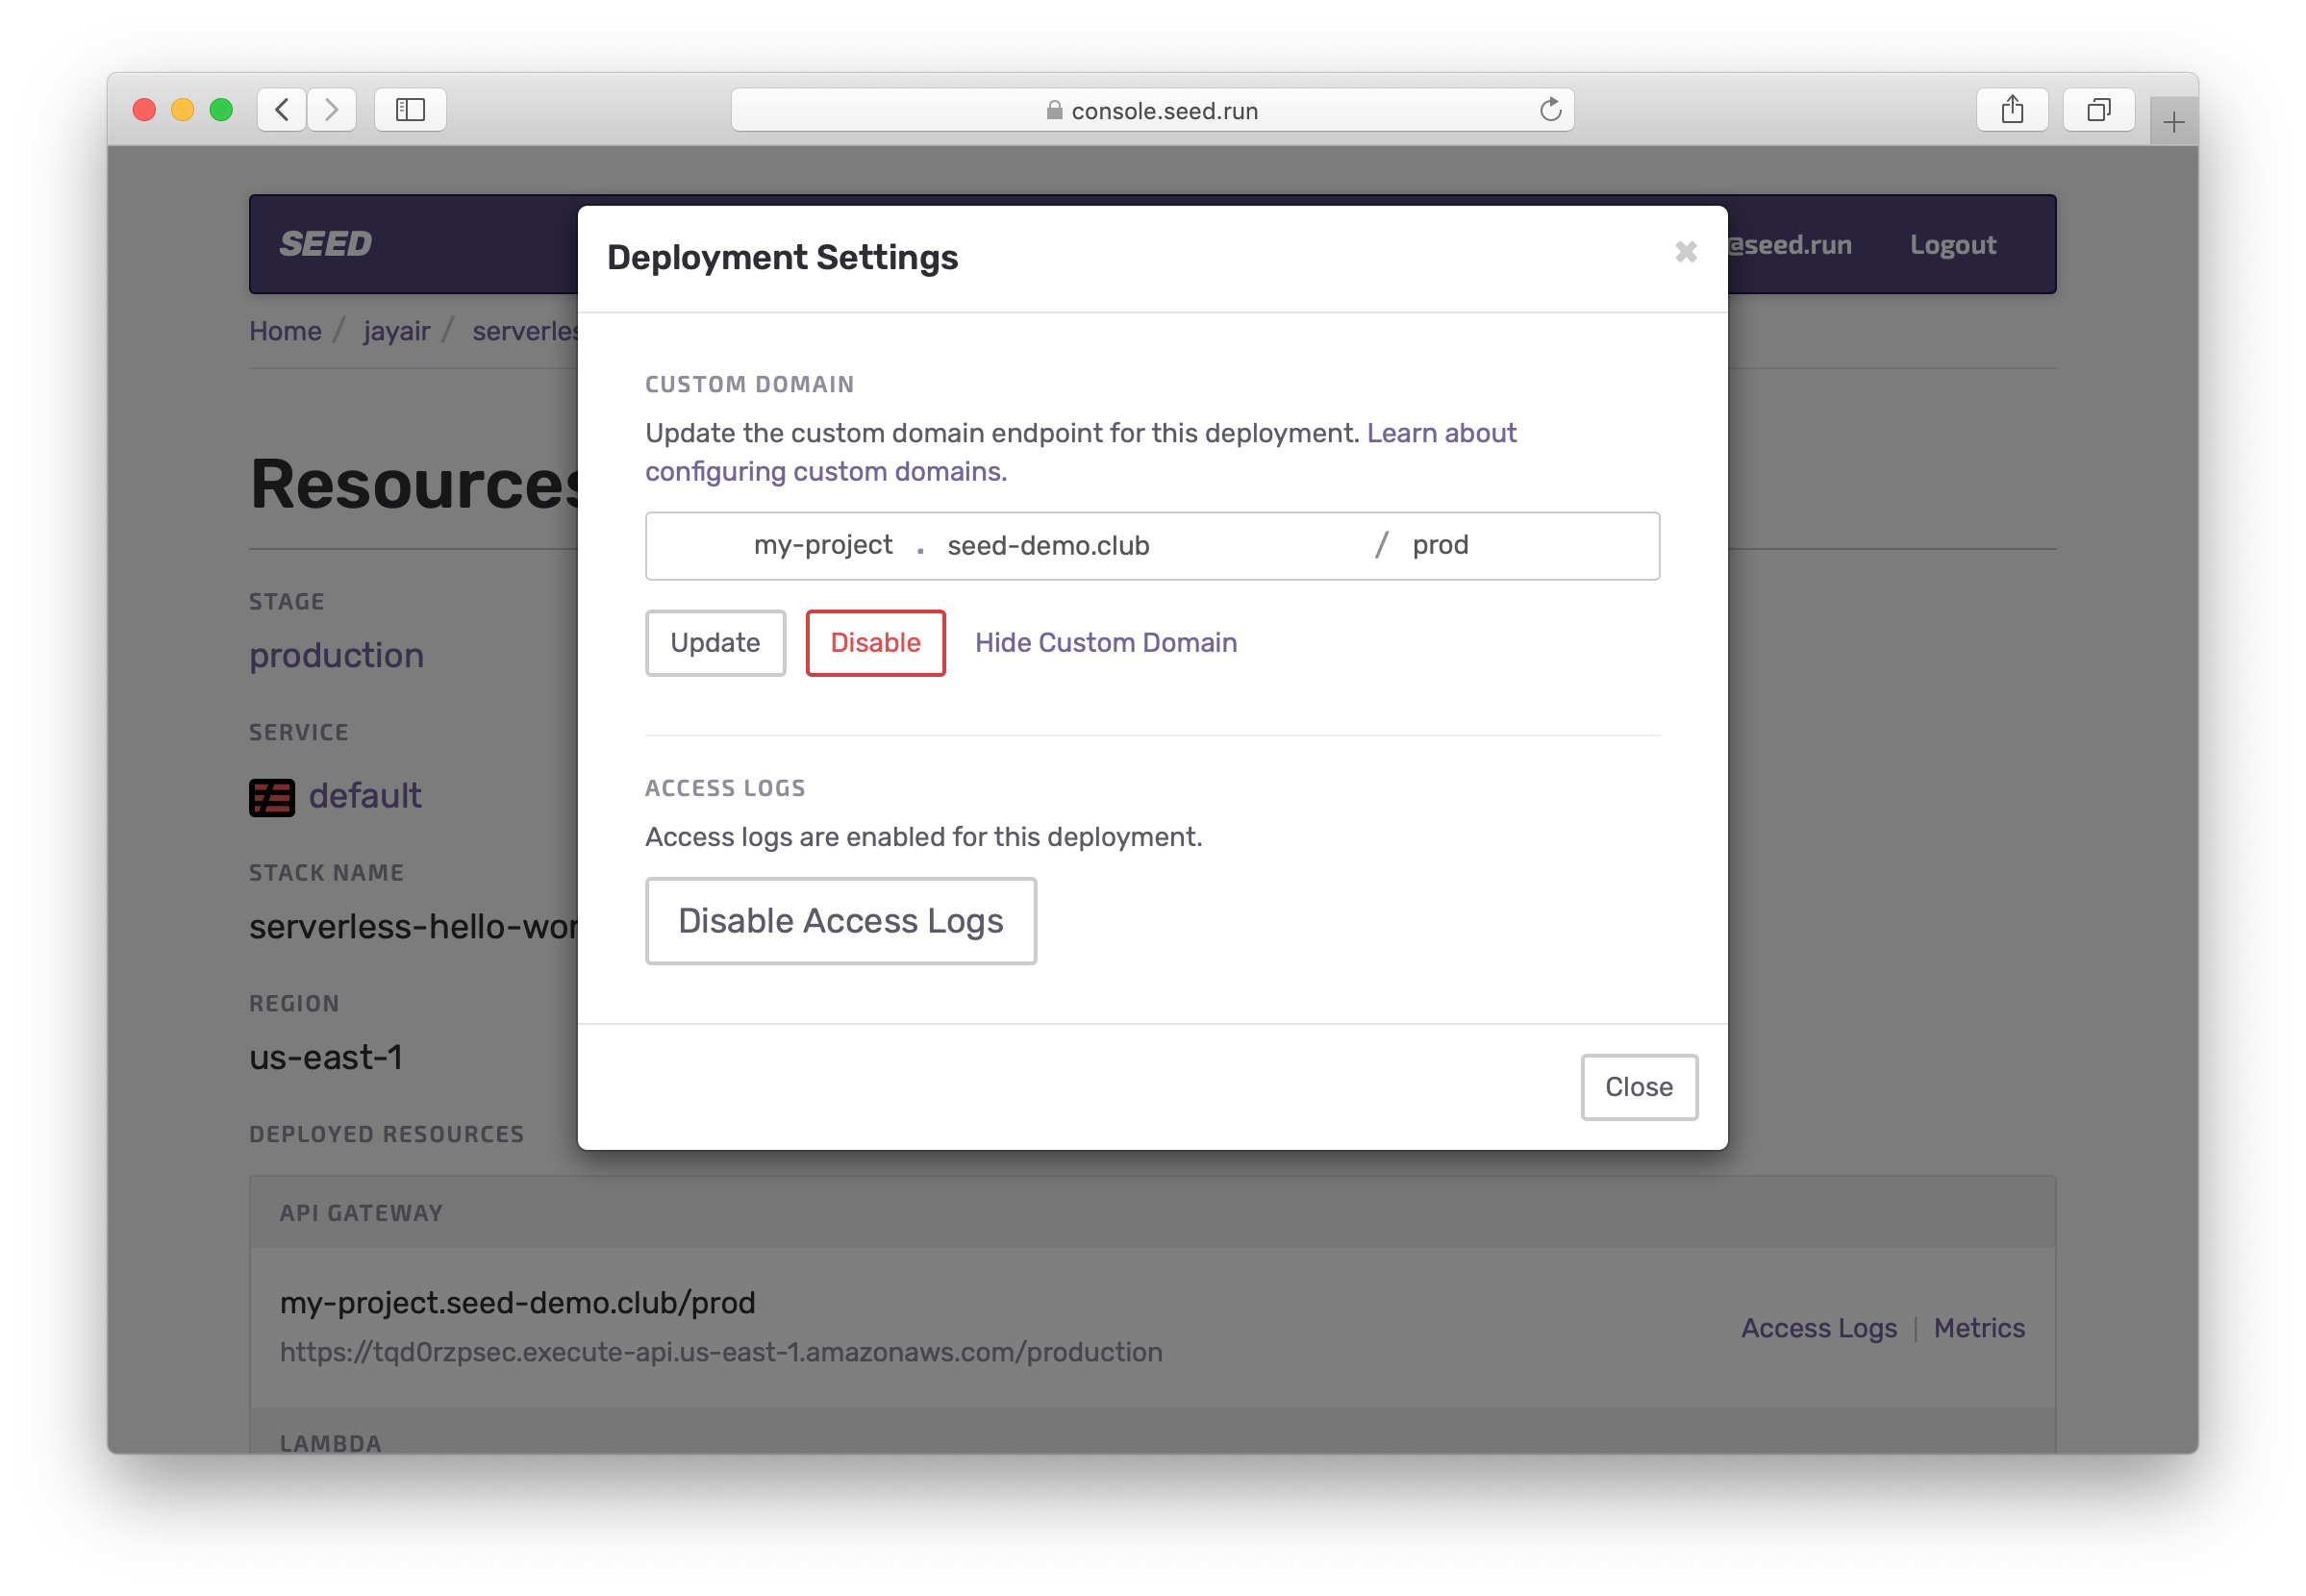 console.seed.run
SEED
@seed.run
Logout
Home / jayair /
Deployment Settings
CUSTOM DOMAIN
Update the custom domain endpoint for this deployment. Learn about
configuring custom domains.
my-project . seed-demo.club / prod
Update
Disable
Hide Custom Domain
ACCESS LOGS
Access logs are enabled for this deployment.
Disable Access Logs
Close
Resources
STAGE
production
SERVICE
default
STACK NAME
serverless-hello-wor
REGION
us-east-1
DEPLOYED RESOURCES
API GATEWAY
my-project.seed-demo.club/prod
https://tqd0rzpsec.execute-api.us-east-1.amazonaws.com/production
Access Logs | Metrics
LAMBDA